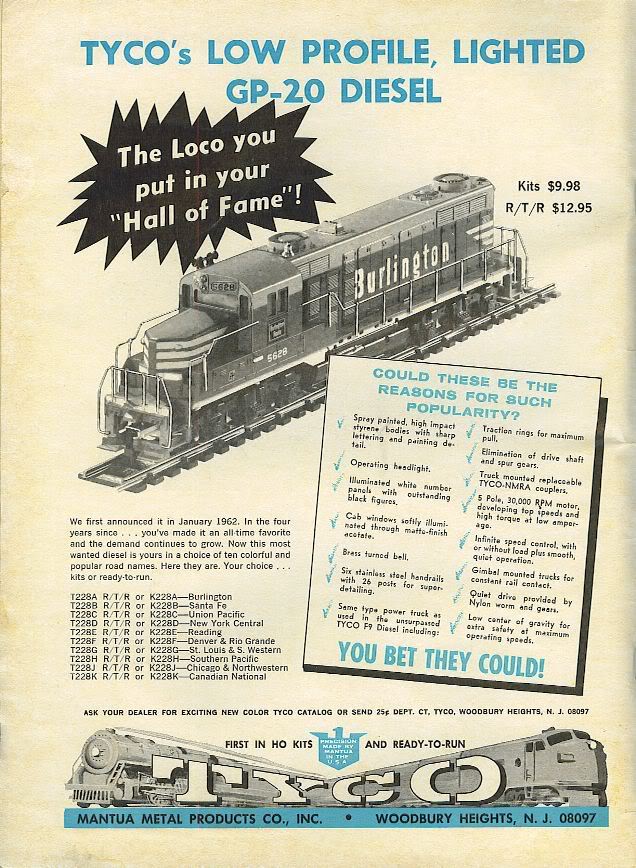 TYCO's LOW PROFILE, LIGHTED
GP-20 DIESEL
The Loco you
put in your
"Hall of Fame"!
Kits $9.98
R/T/R $12.95
5628
Burlington
Burlington
Route
5628
COULD THESE BE THE
REASONS FOR SUCH
POPULARITY?
Spray painted, high impact
styrene bodies with sharp
lettering and painting de-
tail.
Operating headlight.
Illuminated white number
panels with outstanding
black figures.
Cab windows softly illumi-
nated through matte-finish
acetate.
Brass turned bell.
Six stainless steel handrails
with 26 posts for super-
detailing.
Same type power truck as
used in the unsurpassed
TYCO F9 Diesel including:
Traction rings for maximum
pull.
Elimination of drive shaft
and spur gears.
Truck mounted replaceable
TYCO-NMRA couplers.
5 Pole, 30,000 RPM motor,
developing top speeds and
high torque at low amper-
age.
Infinite speed control, with
or without load plus smooth,
quiet operation.
Gimbal mounted trucks for
constant rail contact.
Quiet drive provided by
Nylon worm and gears.
Low center of gravity for
extra safety at maximum
operating speeds.
YOU BET THEY COULD!
We first announced it in January 1962. In the four
years since . . . you've made it an all-time favorite
and the demand continues to grow. Now this most
wanted diesel is yours in a choice of ten colorful and
popular road names. Here they are. Your choice . . .
kits or ready-to-run.
T228A R/T/R or K228A—Burlington
T228B R/T/R or K228B—Santa Fe
T228C R/T/R or K228C—Union Pacific
T228D R/T/R or K228D—New York Central
T228E R/T/R or K228E—Reading
T228F R/T/R or K228F—Denver & Rio Grande
T228G R/T/R or K228G—St. Louis & S. Western
T228H R/T/R or K228H—Southern Pacific
T228J R/T/R or K228J—Chicago & Northwestern
T228K R/T/R or K228K—Canadian National
ASK YOUR DEALER FOR EXCITING NEW COLOR TYCO CATALOG OR SEND 25¢ DEPT. CT, TYCO, WOODBURY HEIGHTS, N. J. 08097
FIRST IN HO KITS
PRECISION
MADE BY
MANTUA
IN THE
U.S.A
AND READY-TO-RUN
TYCO
MANTUA METAL PRODUCTS CO., INC. • WOODBURY HEIGHTS, N. J. 08097